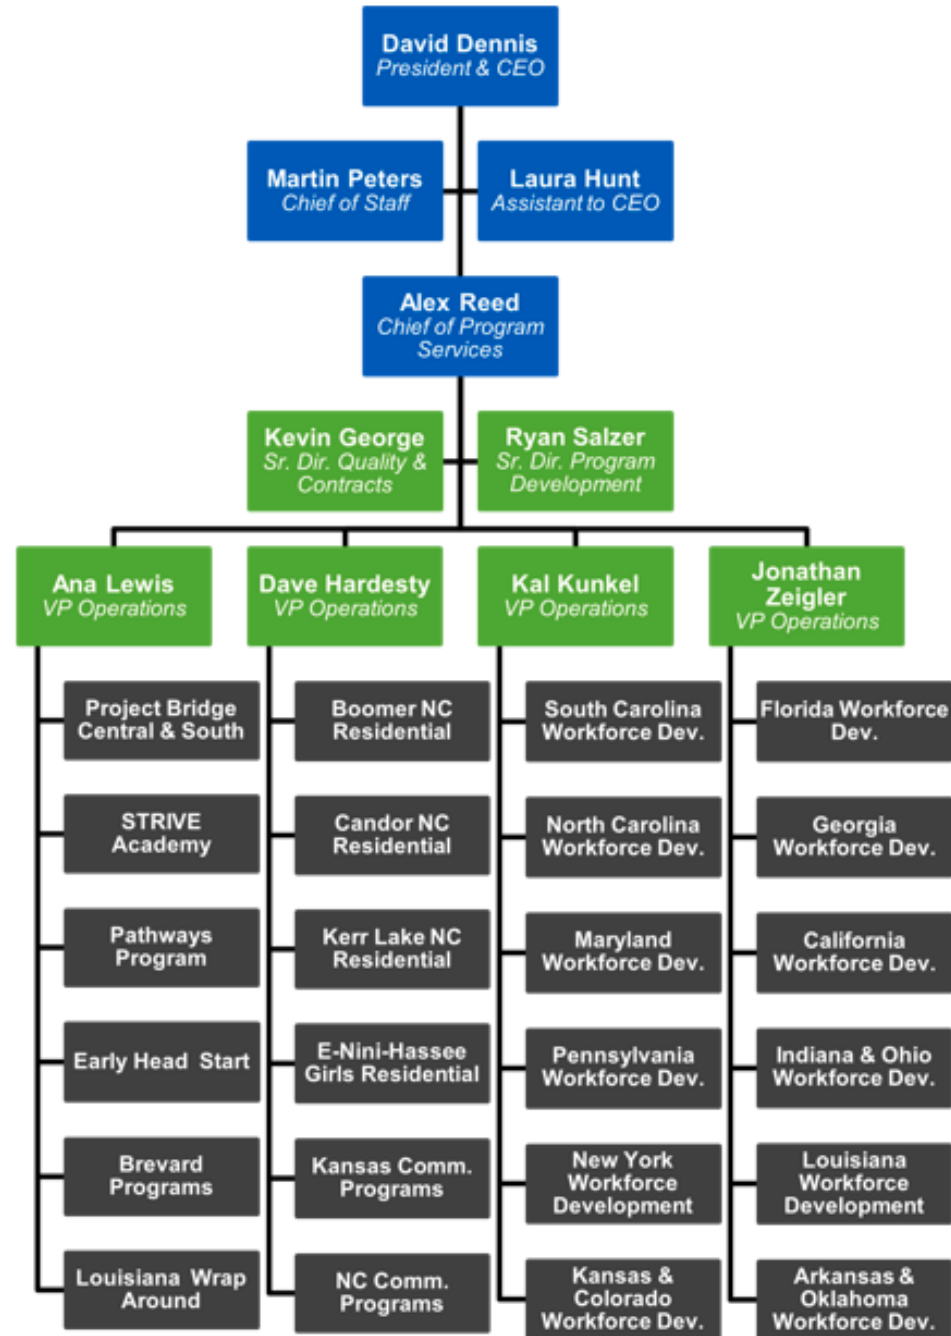 David Dennis
President & CEO
Martin Peters
Chief of Staff
Laura Hunt
Assistant to CEO
Alex Reed
Chief of Program
Services
Kevin George
Sr. Dir. Quality &
Contracts
Ryan Salzer
Sr. Dir. Program
Development
Ana Lewis
VP Operations
Dave Hardesty
VP Operations
Kal Kunkel
VP Operations
Jonathan
Zeigler
VP Operations
Project Bridge
Central & South
STRIVE
Academy
Pathways
Program
Early Head Start
Brevard
Programs
Louisiana Wrap
Around
Boomer NC
Residential
Candor NC
Residential
Kerr Lake NC
Residential
E-Nini-Hassee
Girls Residential
Kansas Comm.
Programs
NC Comm.
Programs
South Carolina
Workforce Dev.
North Carolina
Workforce Dev.
Maryland
Workforce Dev.
Pennsylvania
Workforce Dev.
New York
Workforce
Development
Kansas &
Colorado
Workforce Dev.
Florida Workforce
Dev.
Georgia
Workforce Dev.
California
Workforce Dev.
Indiana & Ohio
Workforce Dev.
Louisiana
Workforce
Development
Arkansas &
Oklahoma
Workforce Dev.